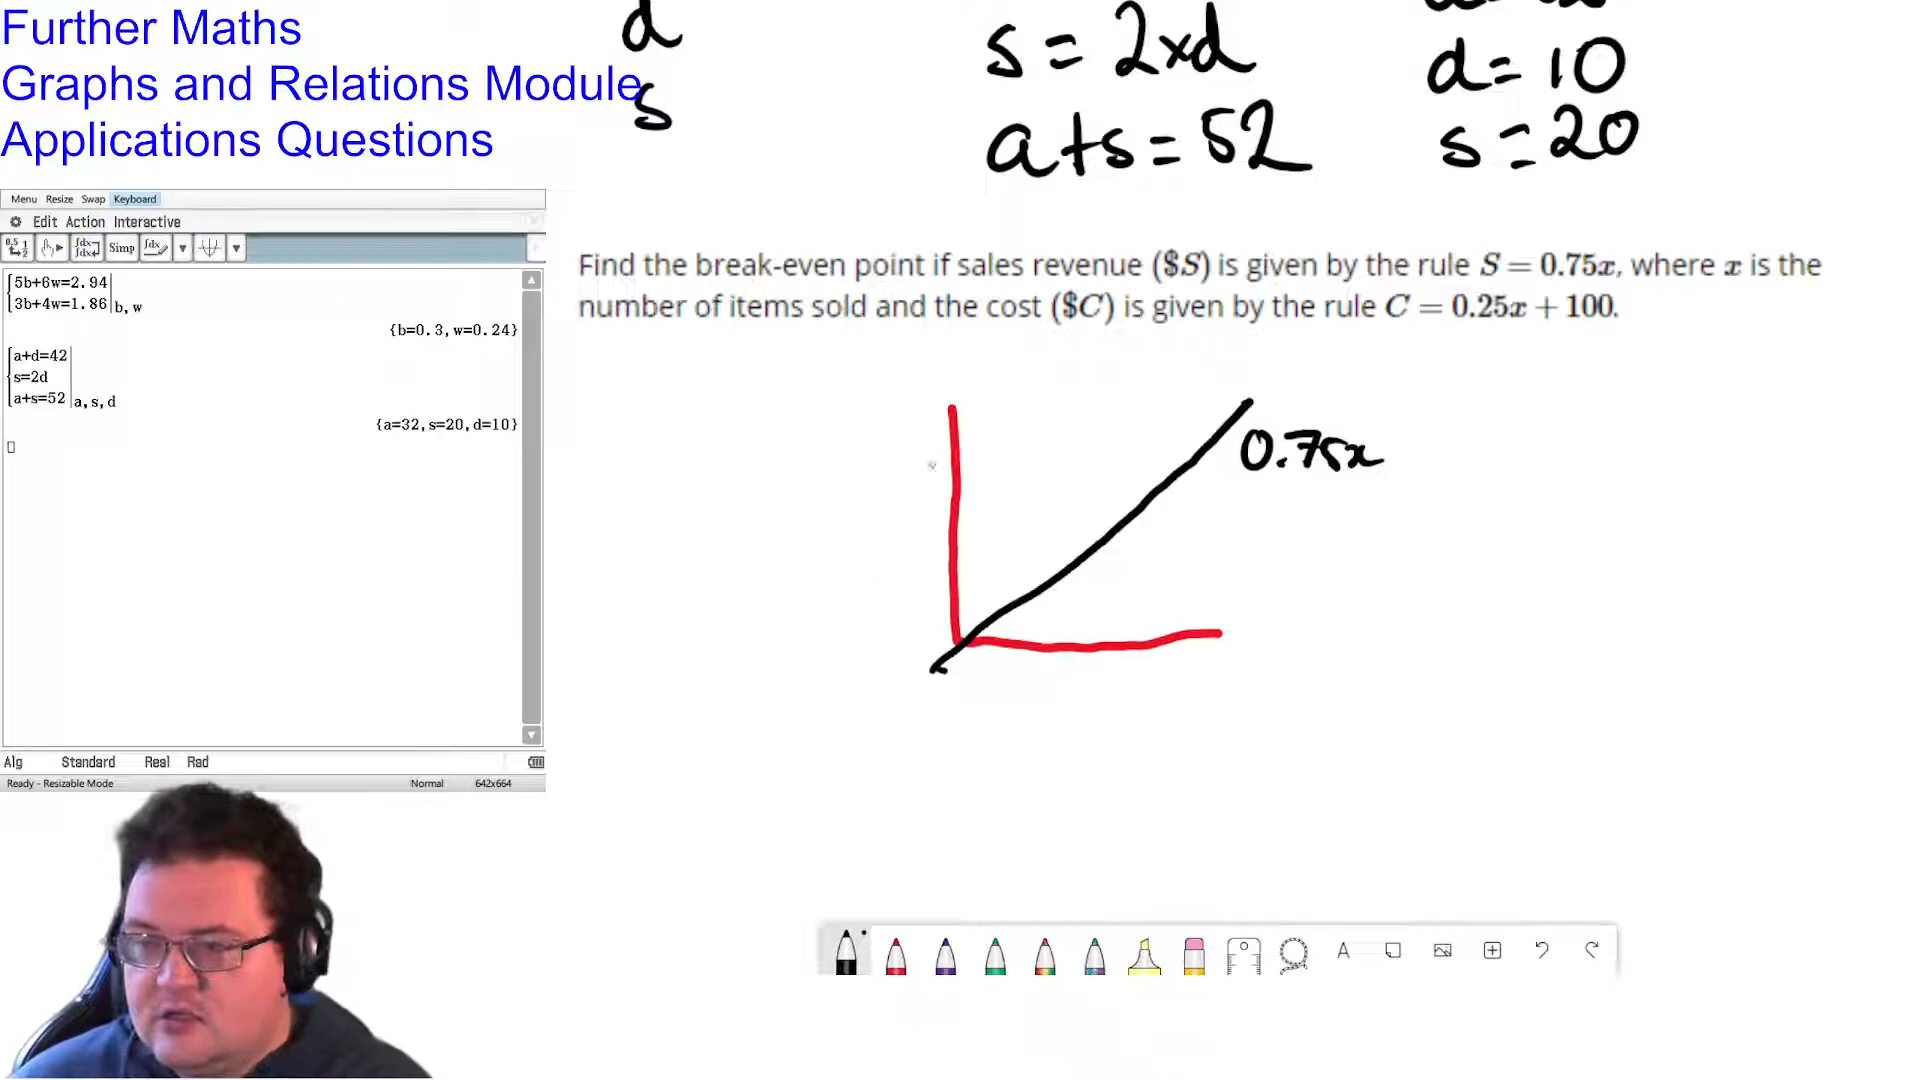 Further Maths
Graphs and Relations Module
Applications Questions
d
s
s = 2xd
a+s=52
d=10
s=20
Menu Resize Swap Keyboard
Edit Action Interactive
Simp
5b+6w=2.94
3b+4w=1.86 b,w
{b=0.3,w=0.24}
a+d=42
s=2d
a+s=52 a,s,d
{a=32,s=20,d=10}
Alg Standard Real Rad
Ready - Resizable Mode Normal 642x664
Find the break-even point if sales revenue ($S) is given by the rule S = 0.75x, where x is the
number of items sold and the cost ($C) is given by the rule C = 0.25x + 100.
0.75x